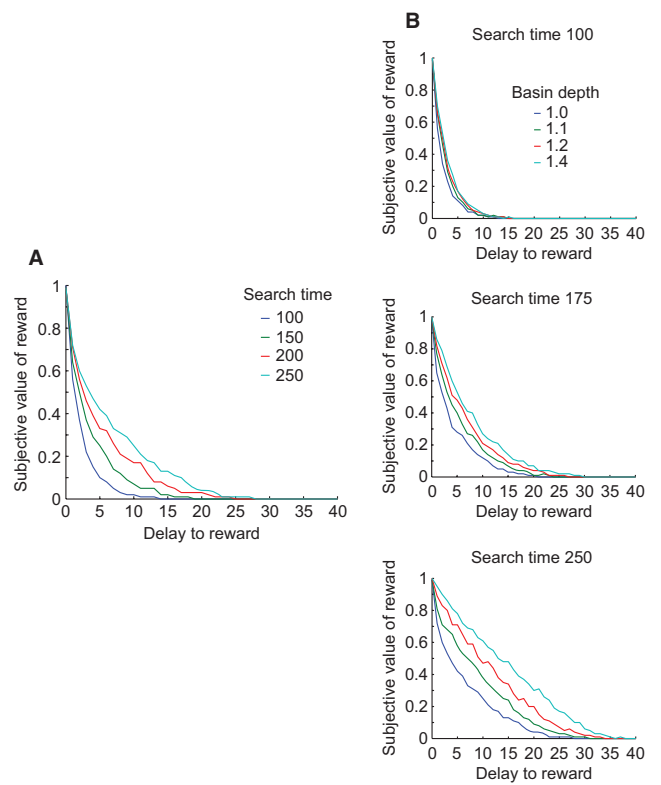 A
Subjective value of reward
1
0.8
0.6
0.4
0.2
0
0 5 10 15 20 25 30 35 40
Delay to reward
Search time
100
150
200
250
B
Search time 100
Subjective value of reward
1
0.8
0.6
0.4
0.2
0
0 5 10 15 20 25 30 35 40
Delay to reward
Basin depth
1.0
1.1
1.2
1.4
Search time 175
Subjective value of reward
1
0.8
0.6
0.4
0.2
0
0 5 10 15 20 25 30 35 40
Delay to reward
Search time 250
Subjective value of reward
1
0.8
0.6
0.4
0.2
0
0 5 10 15 20 25 30 35 40
Delay to reward